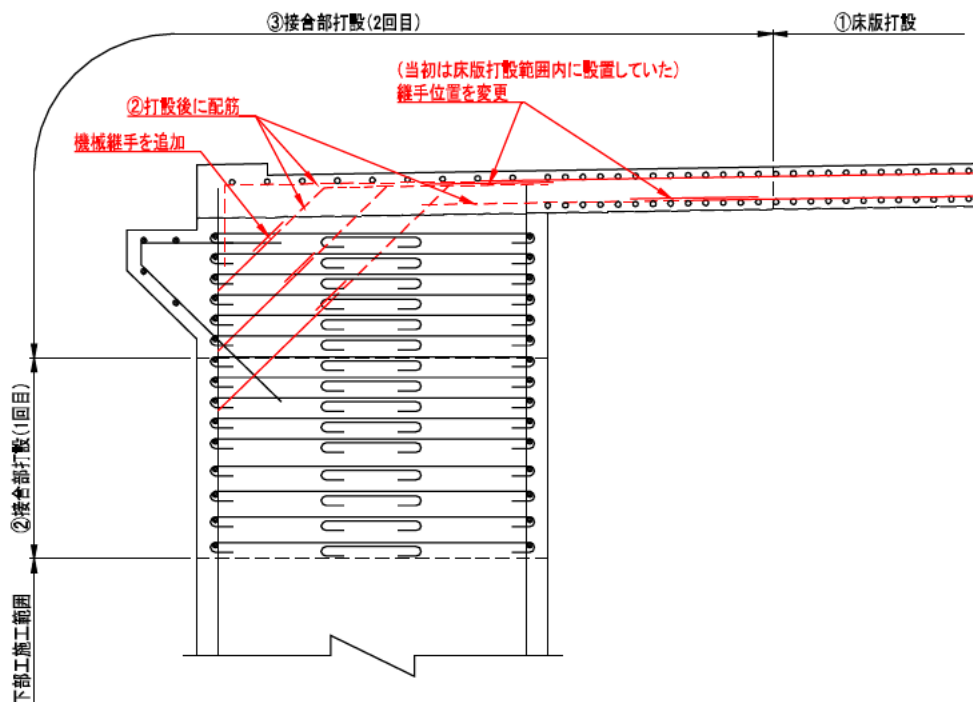 ③接合部打設(2回目)
①床版打設
(当初は床版打設範囲内に設置していた)
継手位置を変更
②打設後に配筋
機械継手を追加
②接合部打設(1回目)
下部工施工範囲